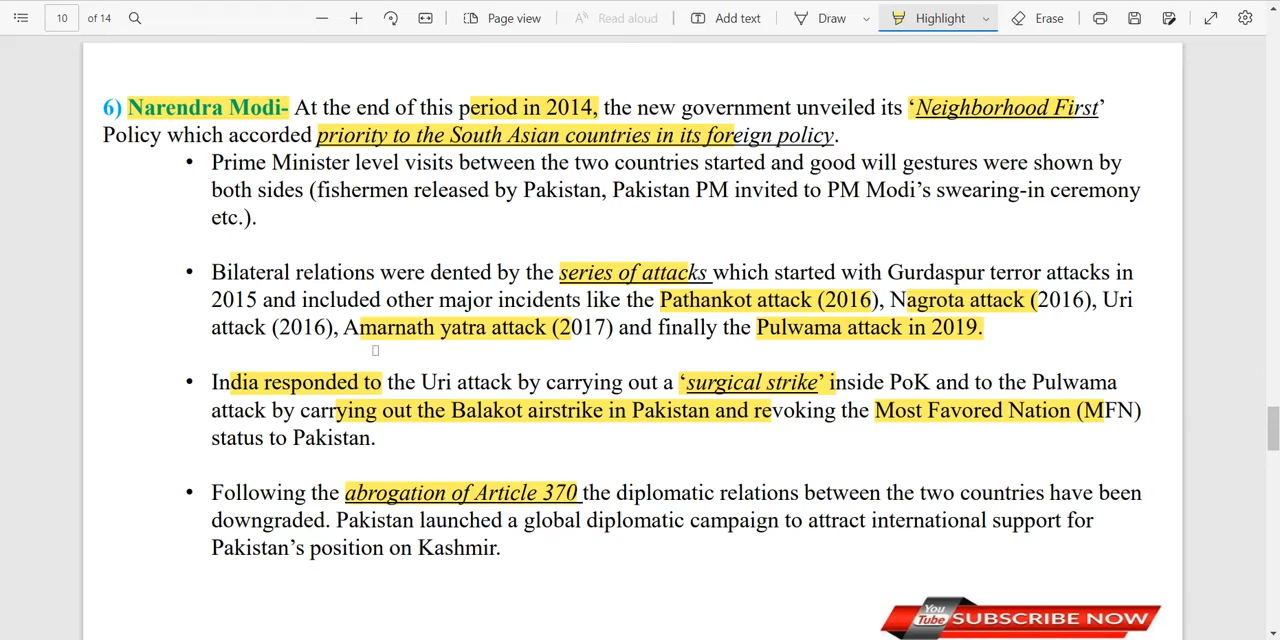 10 of 14 Page view Read aloud Add text Draw Highlight Erase
6) Narendra Modi- At the end of this period in 2014, the new government unveiled its ‘Neighborhood First’
Policy which accorded priority to the South Asian countries in its foreign policy.
• Prime Minister level visits between the two countries started and good will gestures were shown by
both sides (fishermen released by Pakistan, Pakistan PM invited to PM Modi’s swearing-in ceremony
etc.).
• Bilateral relations were dented by the series of attacks which started with Gurdaspur terror attacks in
2015 and included other major incidents like the Pathankot attack (2016), Nagrota attack (2016), Uri
attack (2016), Amarnath yatra attack (2017) and finally the Pulwama attack in 2019.
• India responded to the Uri attack by carrying out a ‘surgical strike’ inside PoK and to the Pulwama
attack by carrying out the Balakot airstrike in Pakistan and revoking the Most Favored Nation (MFN)
status to Pakistan.
• Following the abrogation of Article 370 the diplomatic relations between the two countries have been
downgraded. Pakistan launched a global diplomatic campaign to attract international support for
Pakistan’s position on Kashmir.
You
Tube SUBSCRIBE NOW